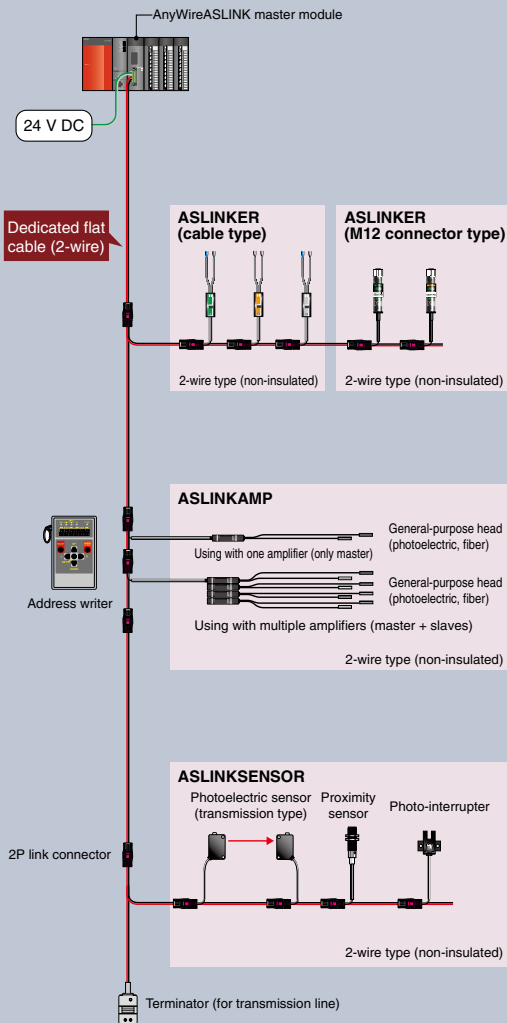 AnyWireASLINK master module
24 V DC
Dedicated flat
cable (2-wire)
ASLINKER
(cable type)
2-wire type (non-insulated)
ASLINKER
(M12 connector type)
2-wire type (non-insulated)
ASLINKAMP
General-purpose head
(photoelectric, fiber)
Using with one amplifier (only master)
General-purpose head
(photoelectric, fiber)
Using with multiple amplifiers (master + slaves)
2-wire type (non-insulated)
Address writer
ASLINKSENSOR
Photoelectric sensor
(transmission type)
Proximity
sensor
Photo-interrupter
2P link connector
2-wire type (non-insulated)
Terminator (for transmission line)